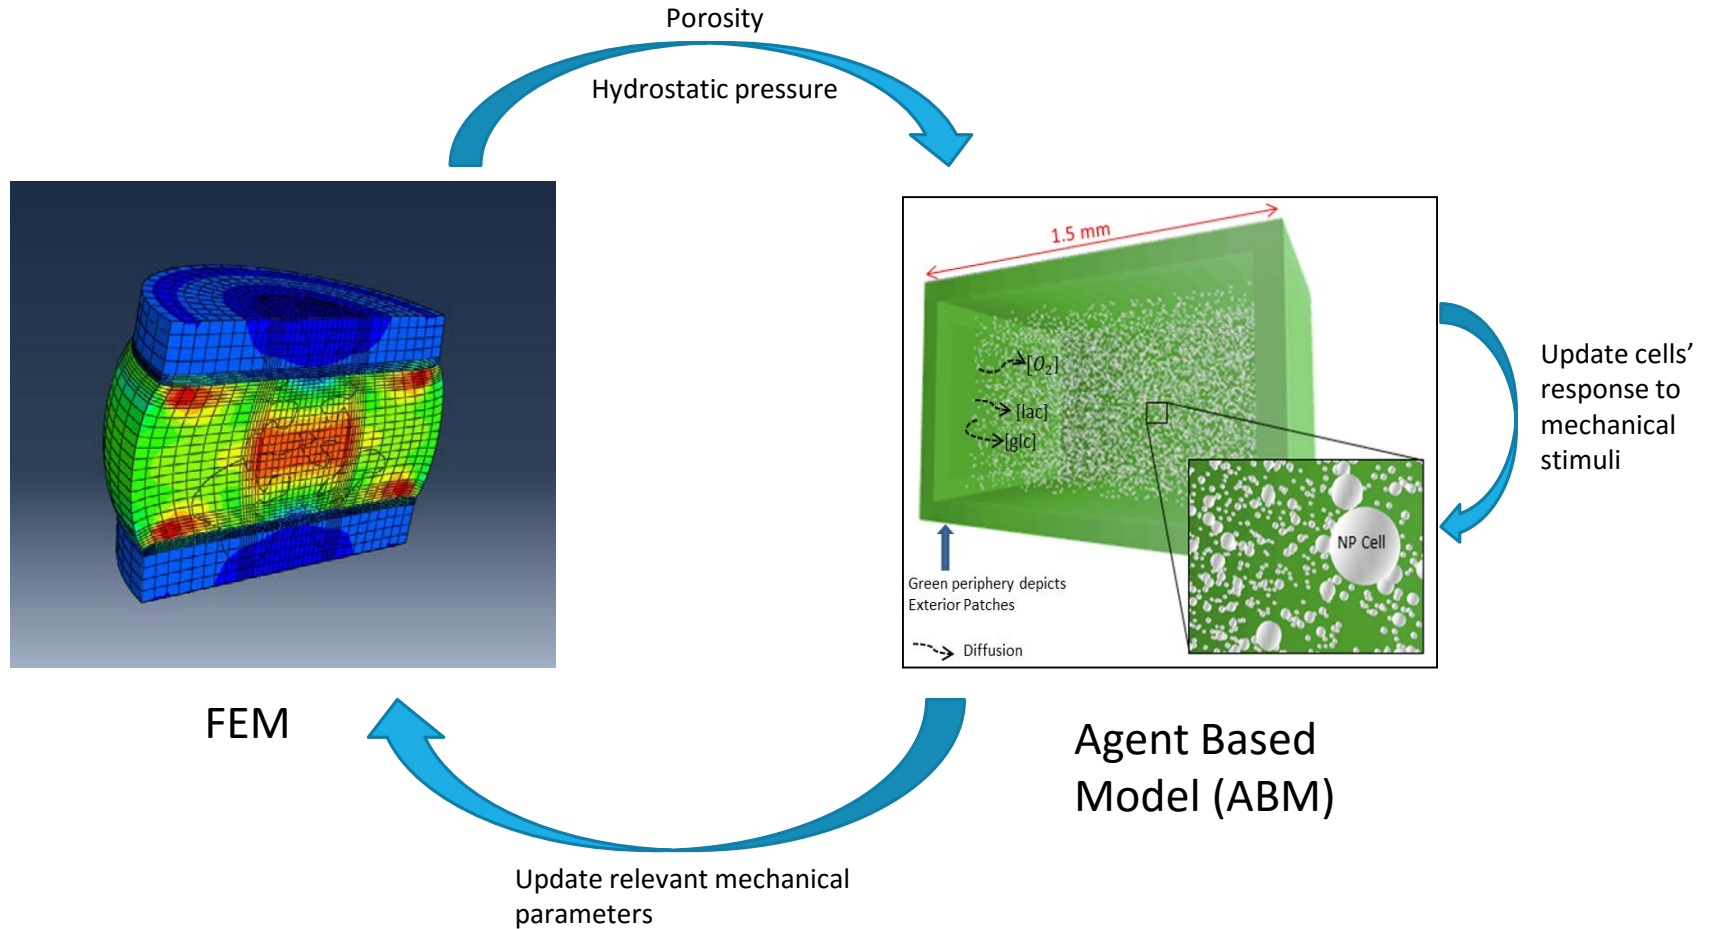 Porosity
Hydrostatic pressure
1.5 mm
[O₂]
[lac]
[glc]
NP Cell
Green periphery depicts
Exterior Patches
Diffusion
Update cells’
response to
mechanical
stimuli
FEM
Agent Based
Model (ABM)
Update relevant mechanical
parameters